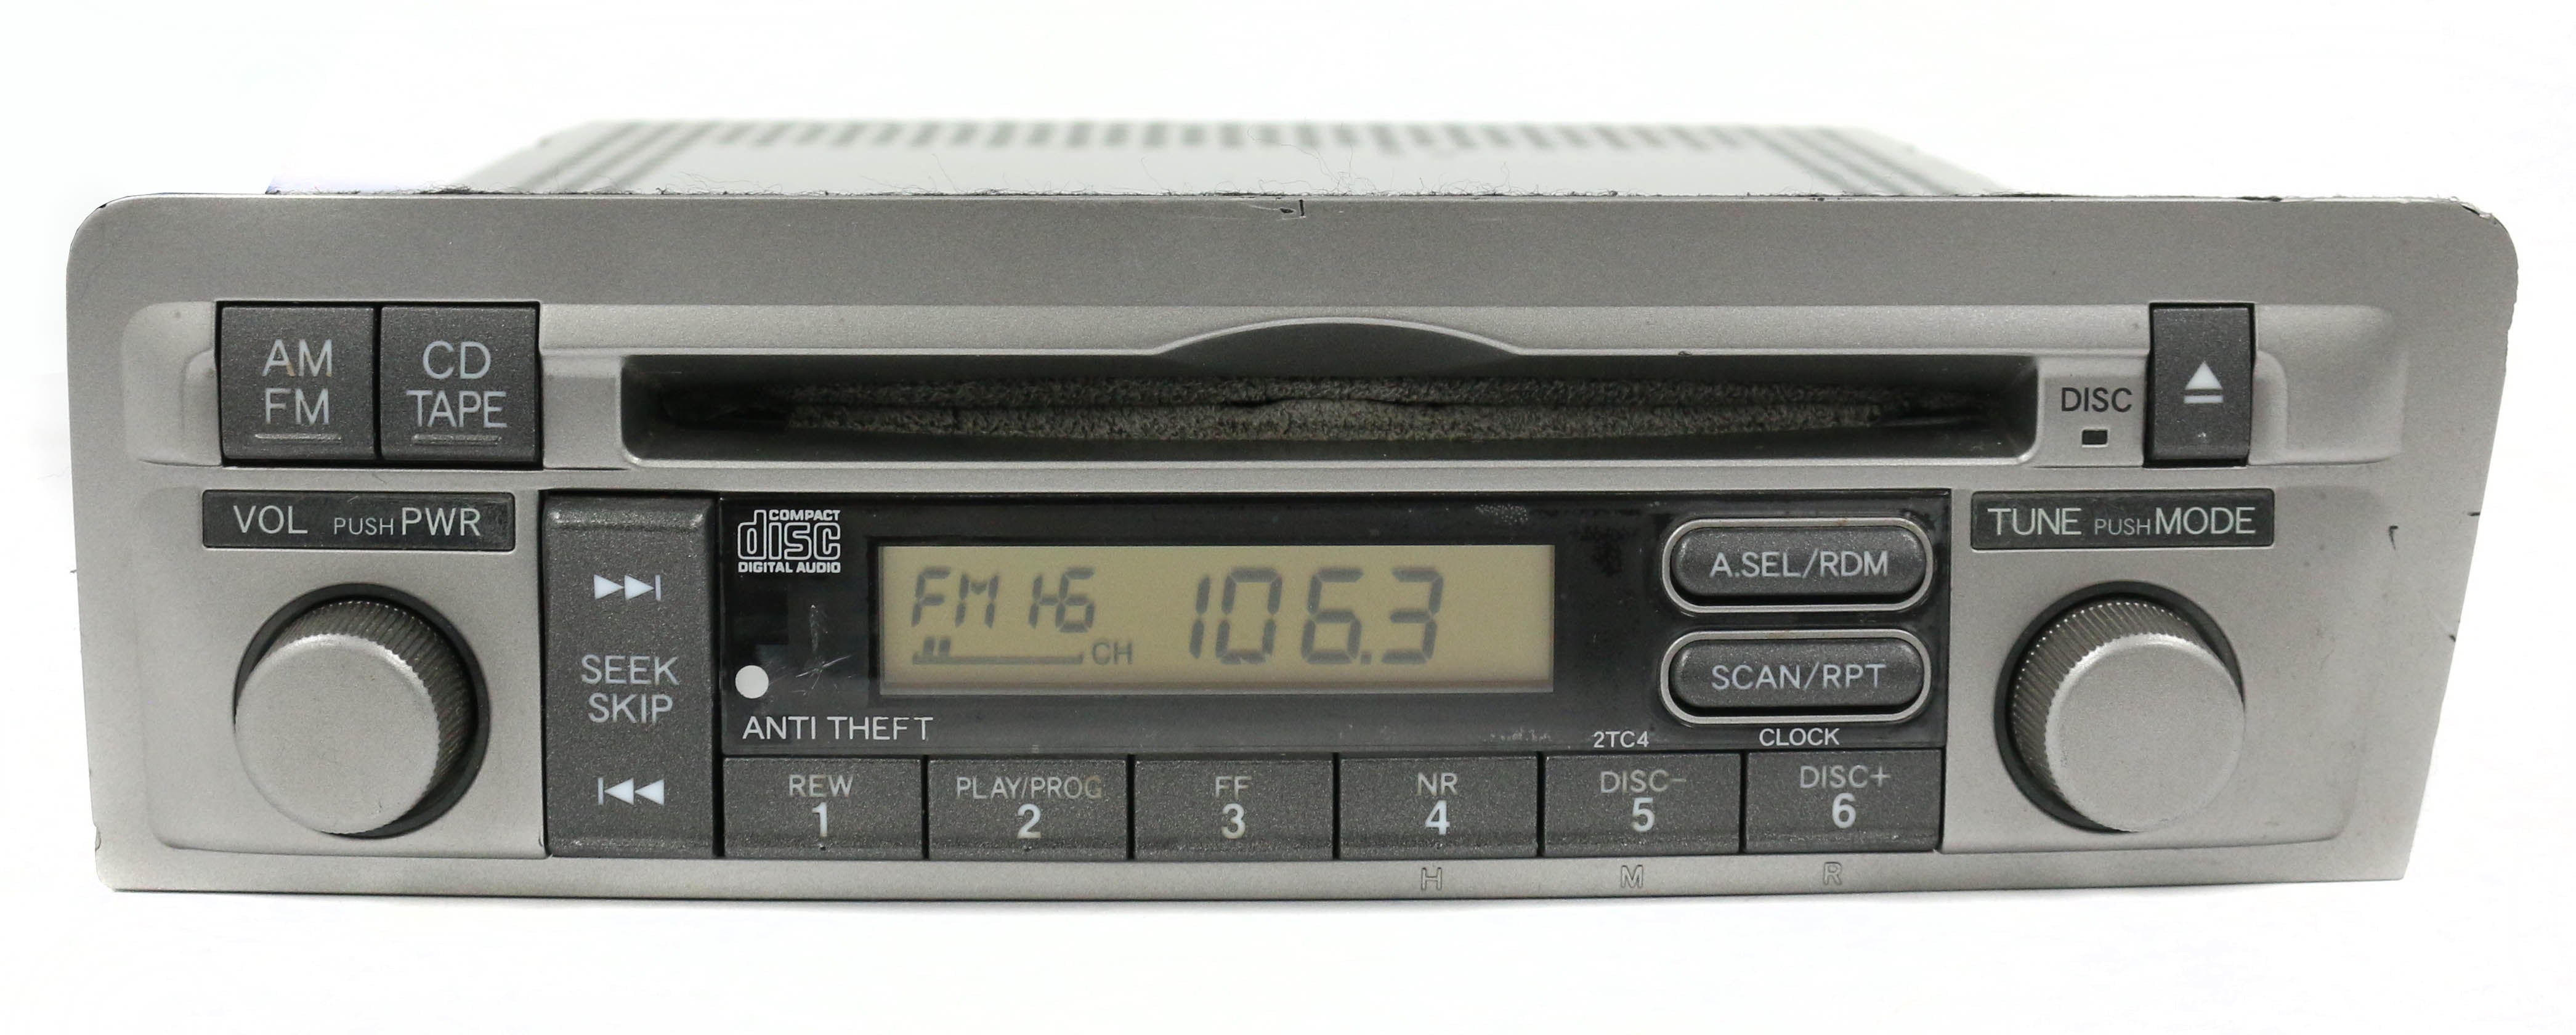 AM
FM
CD
TAPE
DISC
VOL PUSH PWR
COMPACT
disc
DIGITAL AUDIO
FM 1-6 106.3
CH
A.SEL/RDM
TUNE PUSH MODE
SEEK
SKIP
SCAN/RPT
ANTI THEFT
2TC4
CLOCK
REW
1
PLAY/PROG
2
FF
3
NR
4
DISC-
5
DISC+
6
H
M
R